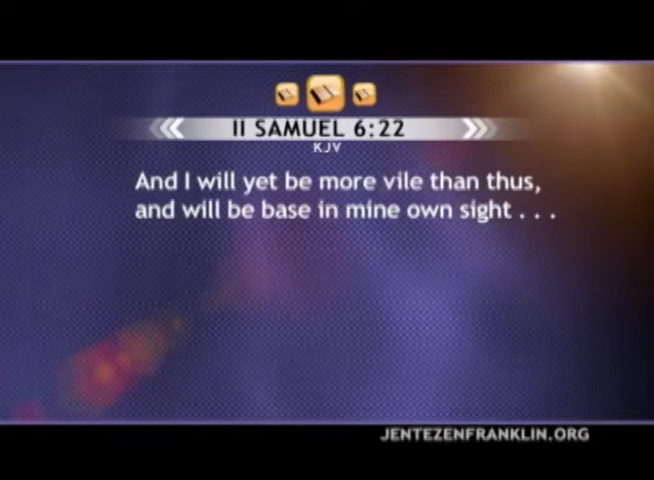 II SAMUEL 6:22
KJV
And I will yet be more vile than thus,
and will be base in mine own sight . . .
JENTEZENFRANKLIN.ORG